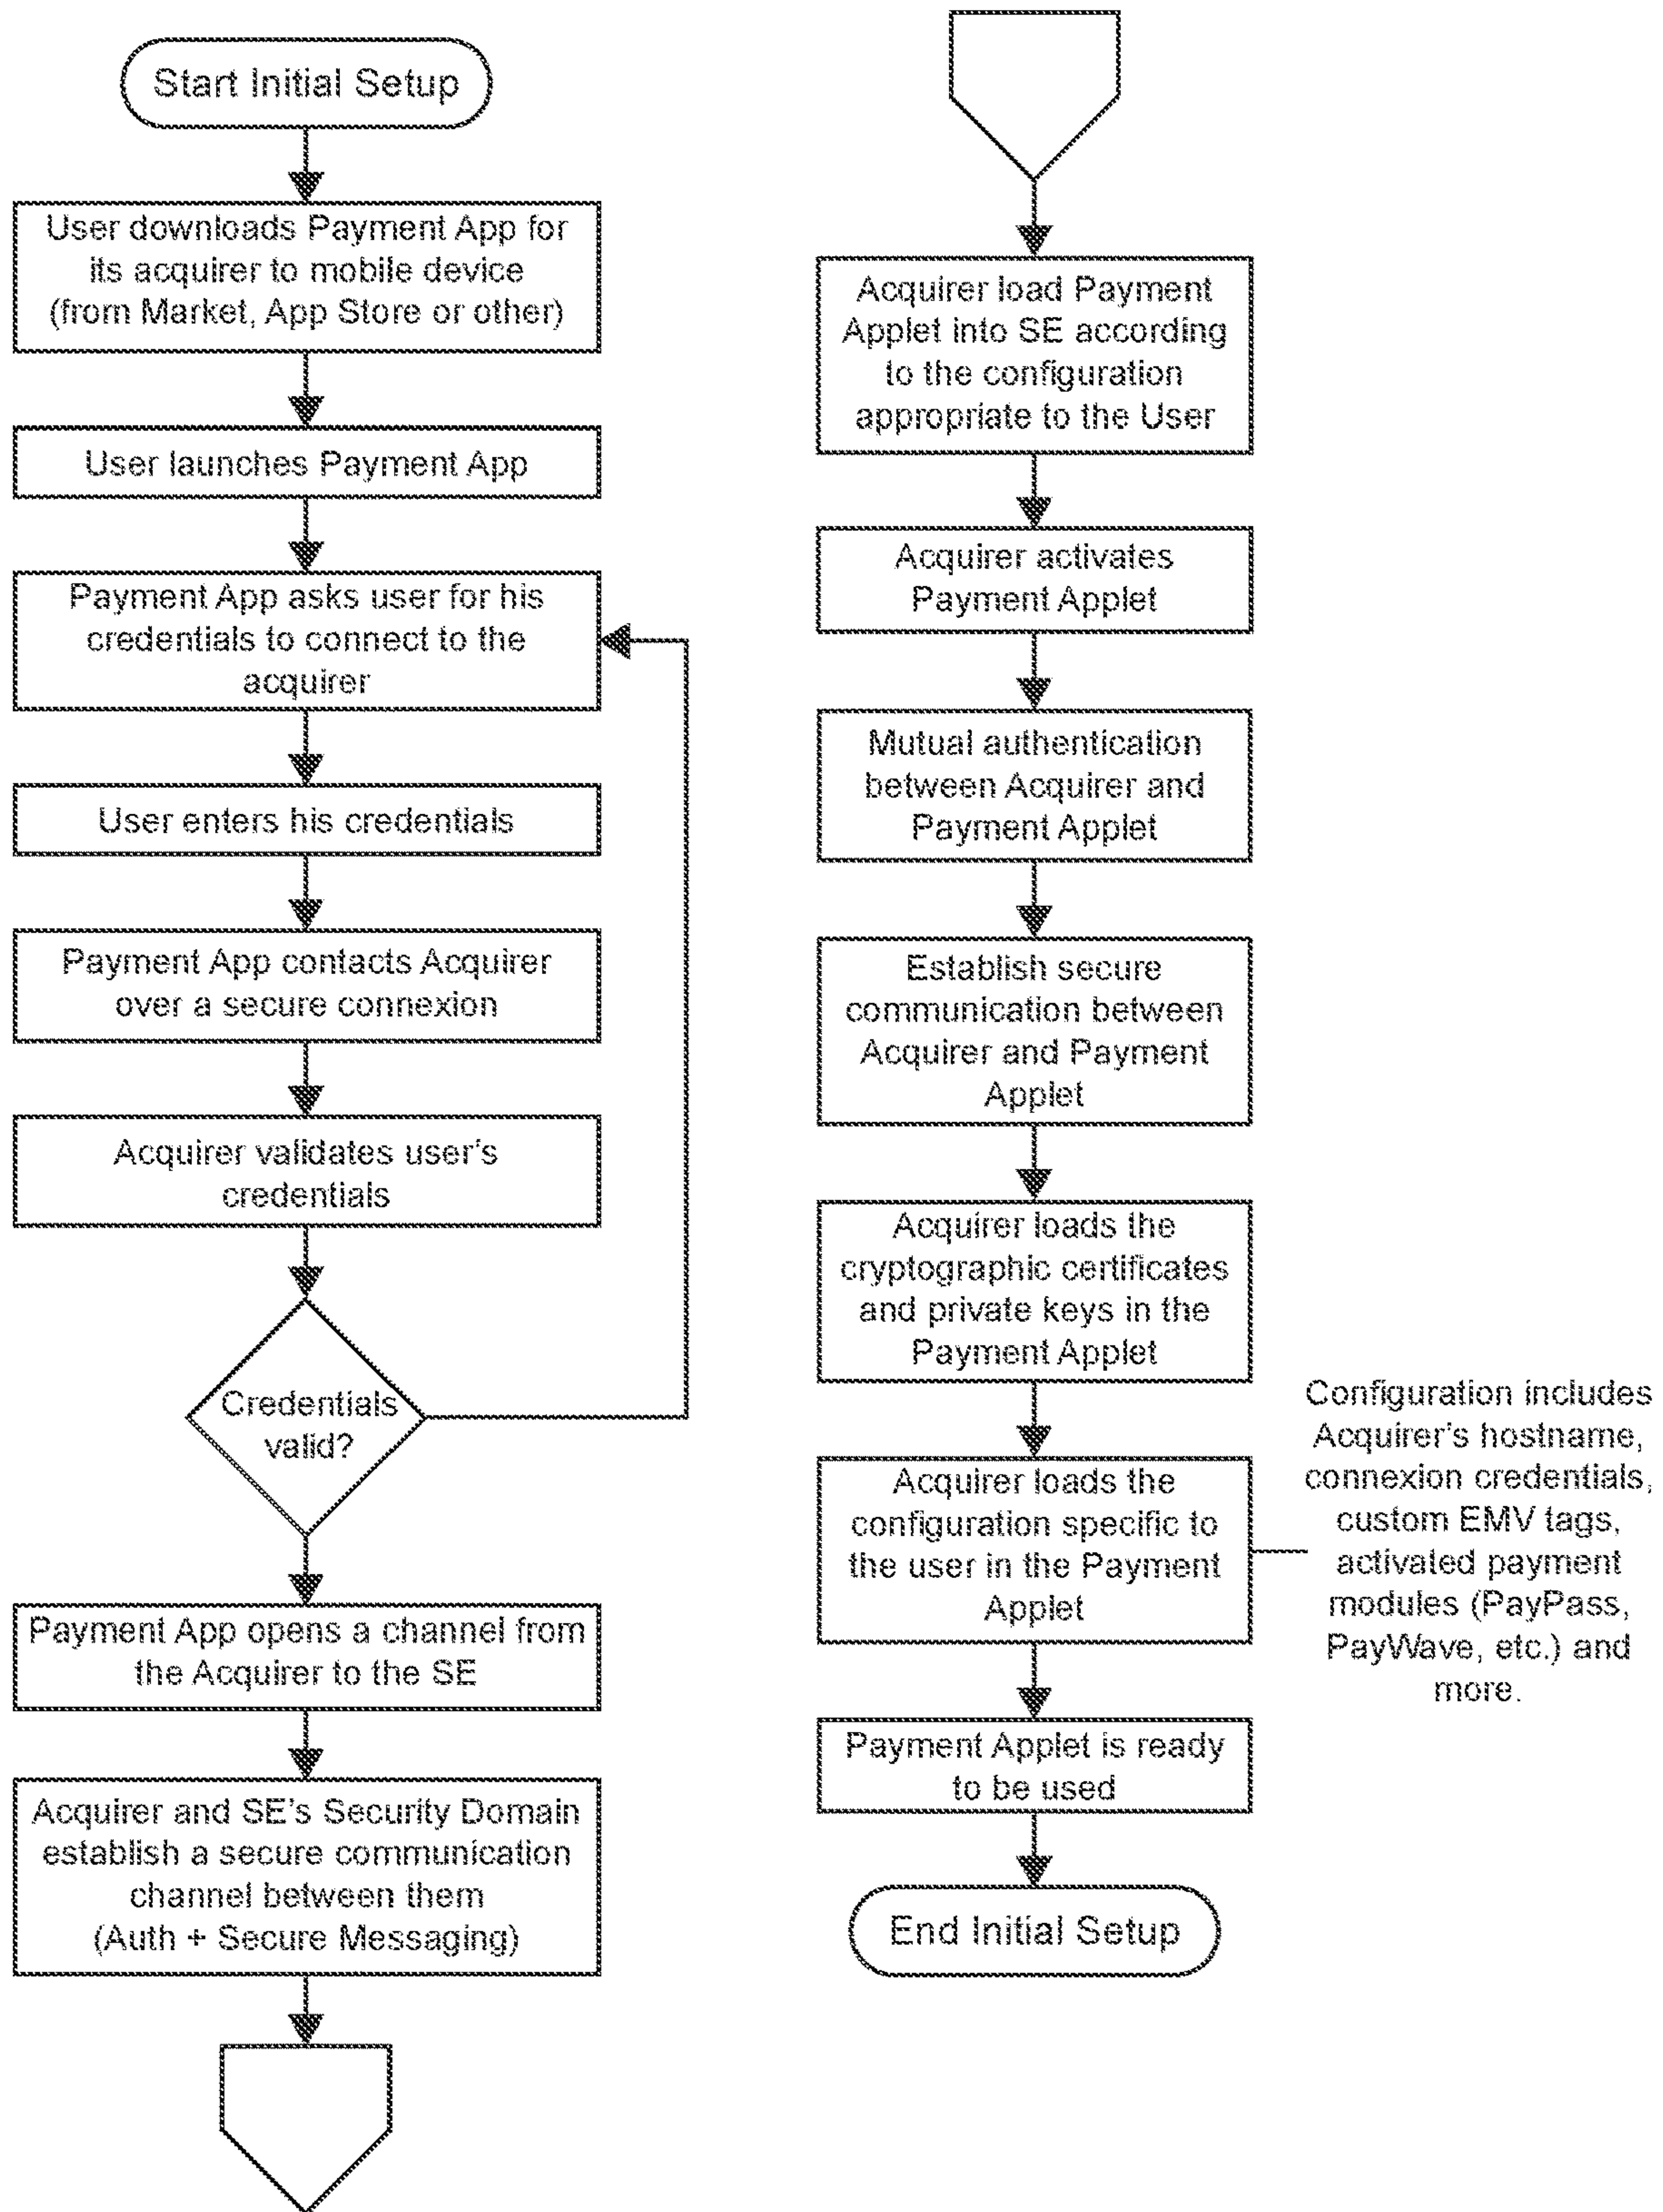 Start Initial Setup
User downloads Payment App for
its acquirer to mobile device
(from Market, App Store or other)
User launches Payment App
Payment App asks user for his
credentials to connect to the
acquirer
User enters his credentials
Payment App contacts Acquirer
over a secure connexion
Acquirer validates user's
credentials
Credentials
valid?
Payment App opens a channel from
the Acquirer to the SE
Acquirer and SE's Security Domain
establish a secure communication
channel between them
(Auth + Secure Messaging)
Acquirer load Payment
Applet into SE according
to the configuration
appropriate to the User
Acquirer activates
Payment Applet
Mutual authentication
between Acquirer and
Payment Applet
Establish secure
communication between
Acquirer and Payment
Applet
Acquirer loads the
cryptographic certificates
and private keys in the
Payment Applet
Acquirer loads the
configuration specific to
the user in the Payment
Applet
Configuration includes
Acquirer's hostname,
connexion credentials,
custom EMV tags,
activated payment
modules (PayPass,
PayWave, etc.) and
more.
Payment Applet is ready
to be used
End Initial Setup